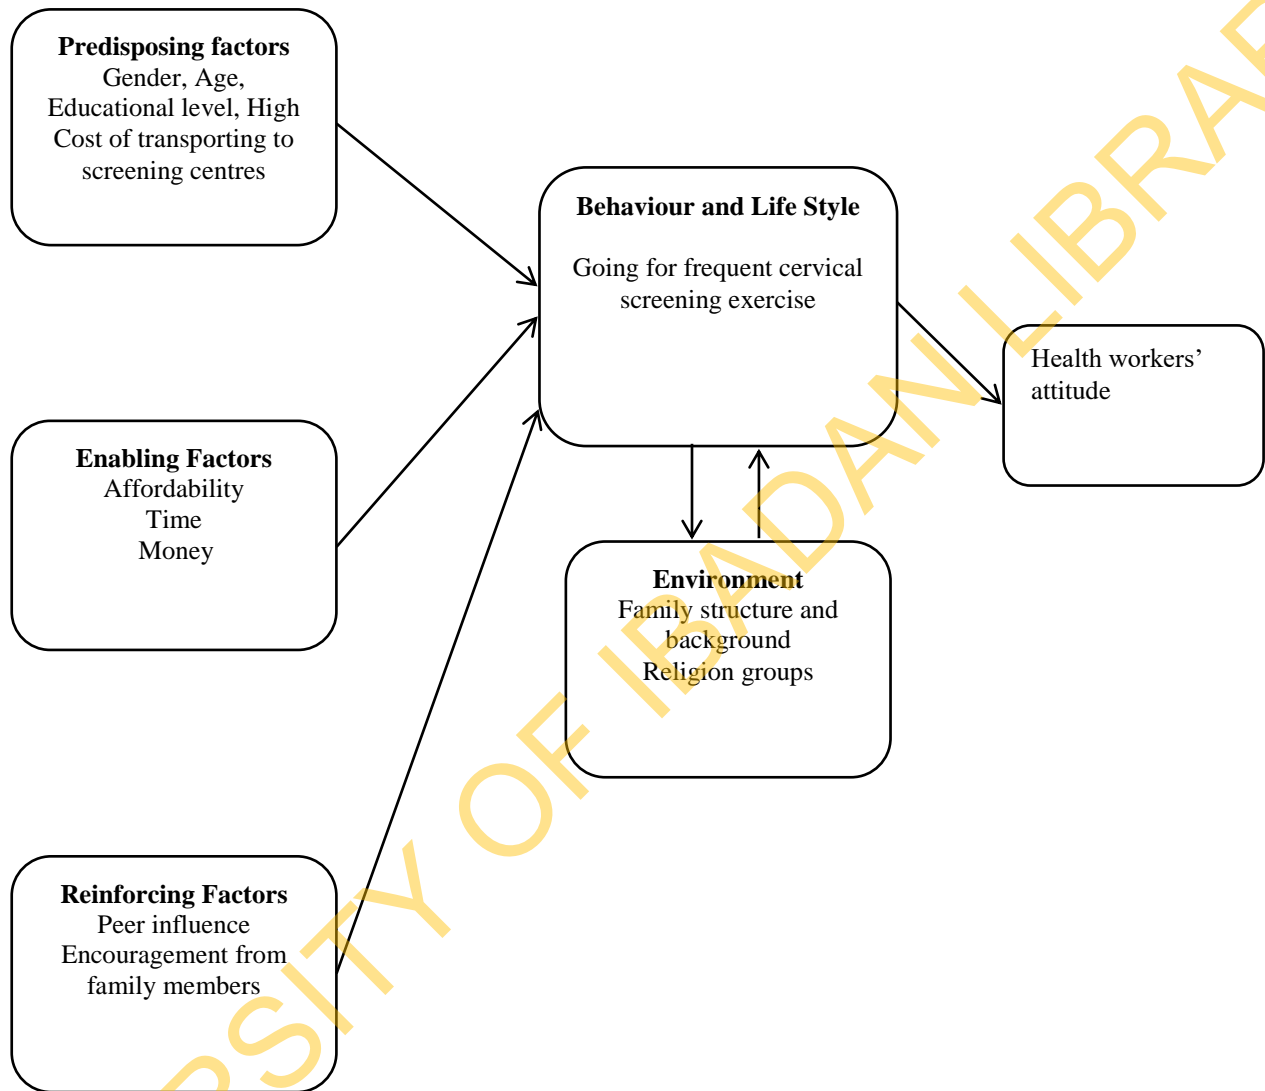 Predisposing factors
Gender, Age,
Educational level, High
Cost of transporting to
screening centres
Behaviour and Life Style
Going for frequent cervical
screening exercise
Health workers’
attitude
Enabling Factors
Affordability
Time
Money
Environment
Family structure and
background
Religion groups
Reinforcing Factors
Peer influence
Encouragement from
family members
OF IBADAN